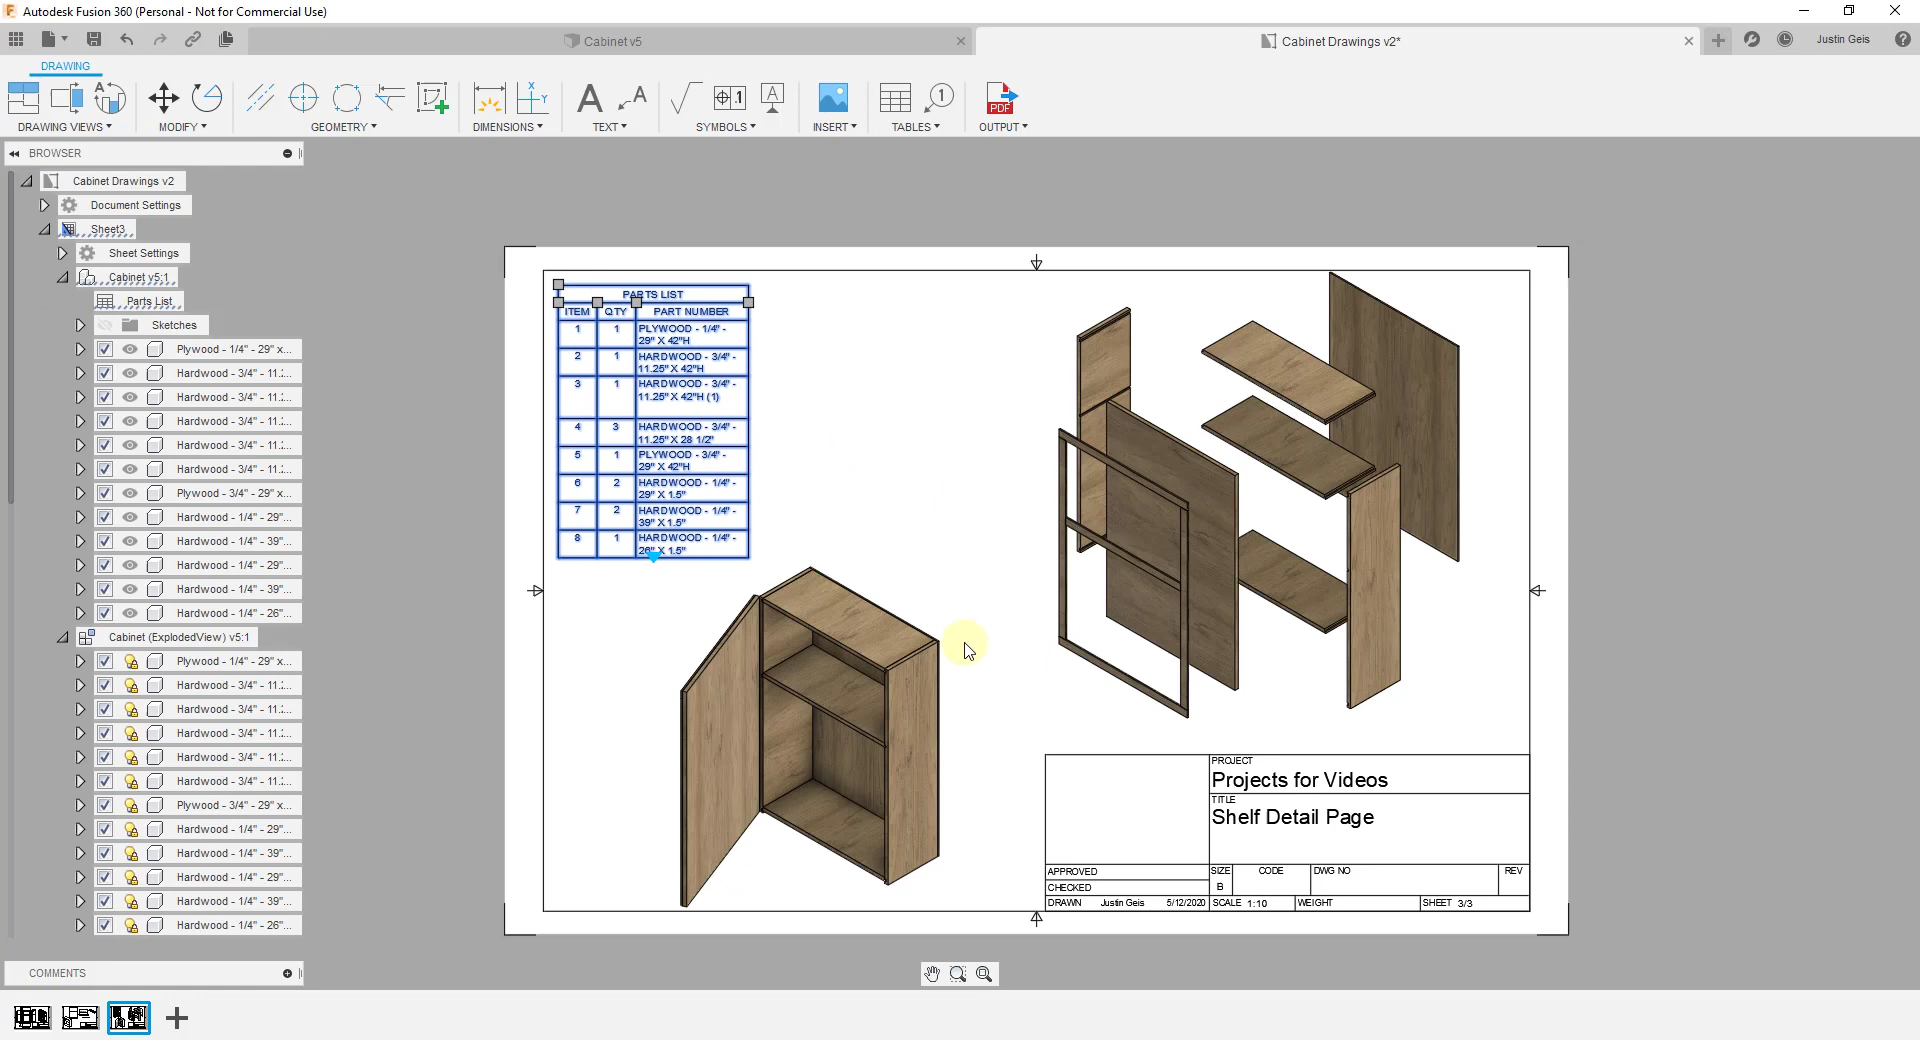 Autodesk Fusion 360 (Personal - Not for Commercial Use)
Cabinet v5
Cabinet Drawings v2*
Justin Geis
DRAWING
DRAWING VIEWS
MODIFY
GEOMETRY
DIMENSIONS
TEXT
SYMBOLS
INSERT
TABLES
OUTPUT
PDF
BROWSER
Cabinet Drawings v2
Document Settings
Sheet3
Sheet Settings
Cabinet v5:1
Parts List
Sketches
Plywood - 1/4" - 29" x...
Hardwood - 3/4" - 11.2...
Hardwood - 3/4" - 11.2...
Hardwood - 3/4" - 11.2...
Hardwood - 3/4" - 11.2...
Hardwood - 3/4" - 11.2...
Plywood - 3/4" - 29" x...
Hardwood - 1/4" - 29"...
Hardwood - 1/4" - 39"...
Hardwood - 1/4" - 29"...
Hardwood - 1/4" - 39"...
Hardwood - 1/4" - 26"...
Cabinet (ExplodedView) v5:1
Plywood - 1/4" - 29" x...
Hardwood - 3/4" - 11.2...
Hardwood - 3/4" - 11.2...
Hardwood - 3/4" - 11.2...
Hardwood - 3/4" - 11.2...
Hardwood - 3/4" - 11.2...
Plywood - 3/4" - 29" x...
Hardwood - 1/4" - 29"...
Hardwood - 1/4" - 39"...
Hardwood - 1/4" - 29"...
Hardwood - 1/4" - 39"...
Hardwood - 1/4" - 26"...
COMMENTS
PARTS LIST
ITEM QTY PART NUMBER
1 1 PLYWOOD - 1/4" -
29" X 42"H
2 1 HARDWOOD - 3/4" -
11.25" X 42"H
3 1 HARDWOOD - 3/4" -
11.25" X 42"H (1)
4 3 HARDWOOD - 3/4" -
11.25" X 28 1/2"
5 1 PLYWOOD - 3/4" -
29" X 42"H
6 2 HARDWOOD - 1/4" -
29" X 1.5"
7 2 HARDWOOD - 1/4" -
39" X 1.5"
8 1 HARDWOOD - 1/4" -
26" X 1.5"
PROJECT
Projects for Videos
TITLE
Shelf Detail Page
APPROVED
CHECKED
DRAWN Justin Geis 5/12/2020
SIZE
B
CODE
DWG NO
REV
SCALE 1:10
WEIGHT
SHEET 3/3